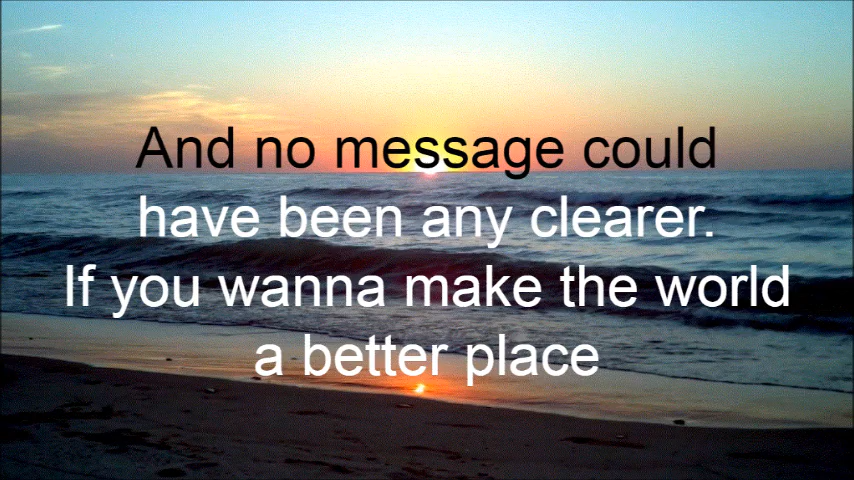 And no message could
have been any clearer.
If you wanna make the world
a better place